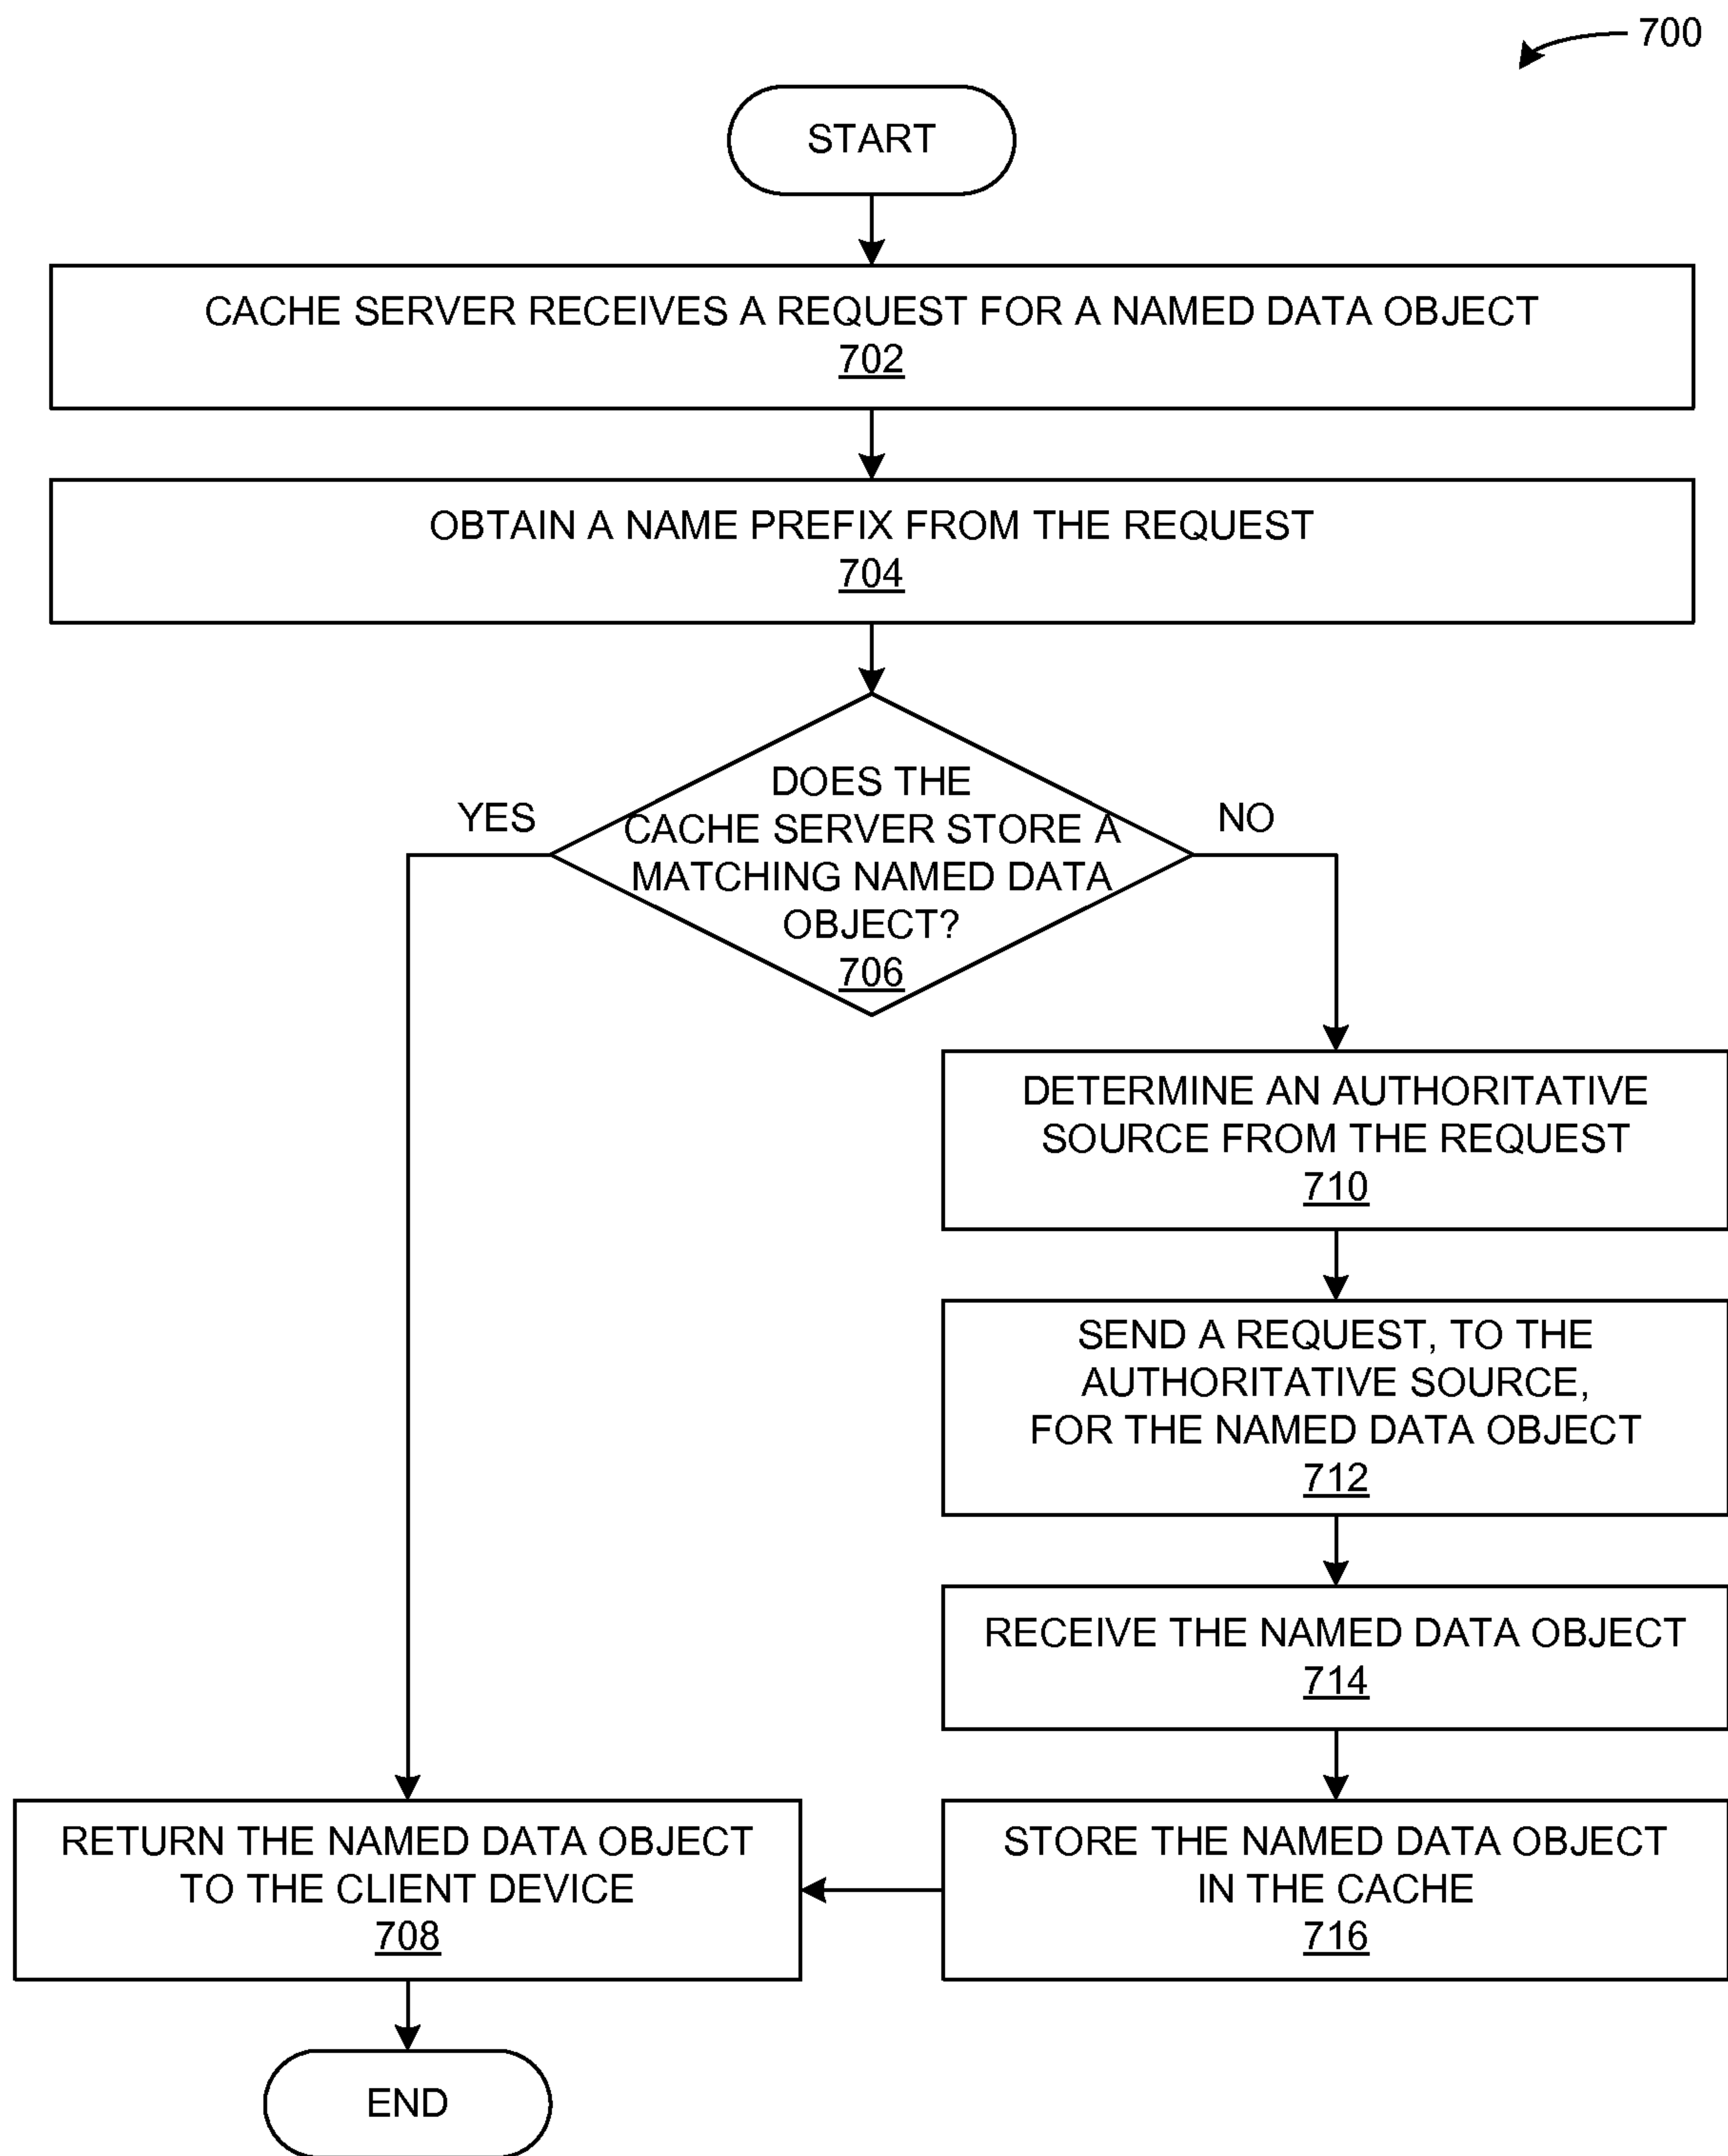 700
START
CACHE SERVER RECEIVES A REQUEST FOR A NAMED DATA OBJECT
702
OBTAIN A NAME PREFIX FROM THE REQUEST
704
DOES THE
CACHE SERVER STORE A
MATCHING NAMED DATA
OBJECT?
706
YES
NO
DETERMINE AN AUTHORITATIVE
SOURCE FROM THE REQUEST
710
SEND A REQUEST, TO THE
AUTHORITATIVE SOURCE,
FOR THE NAMED DATA OBJECT
712
RECEIVE THE NAMED DATA OBJECT
714
STORE THE NAMED DATA OBJECT
IN THE CACHE
716
RETURN THE NAMED DATA OBJECT
TO THE CLIENT DEVICE
708
END